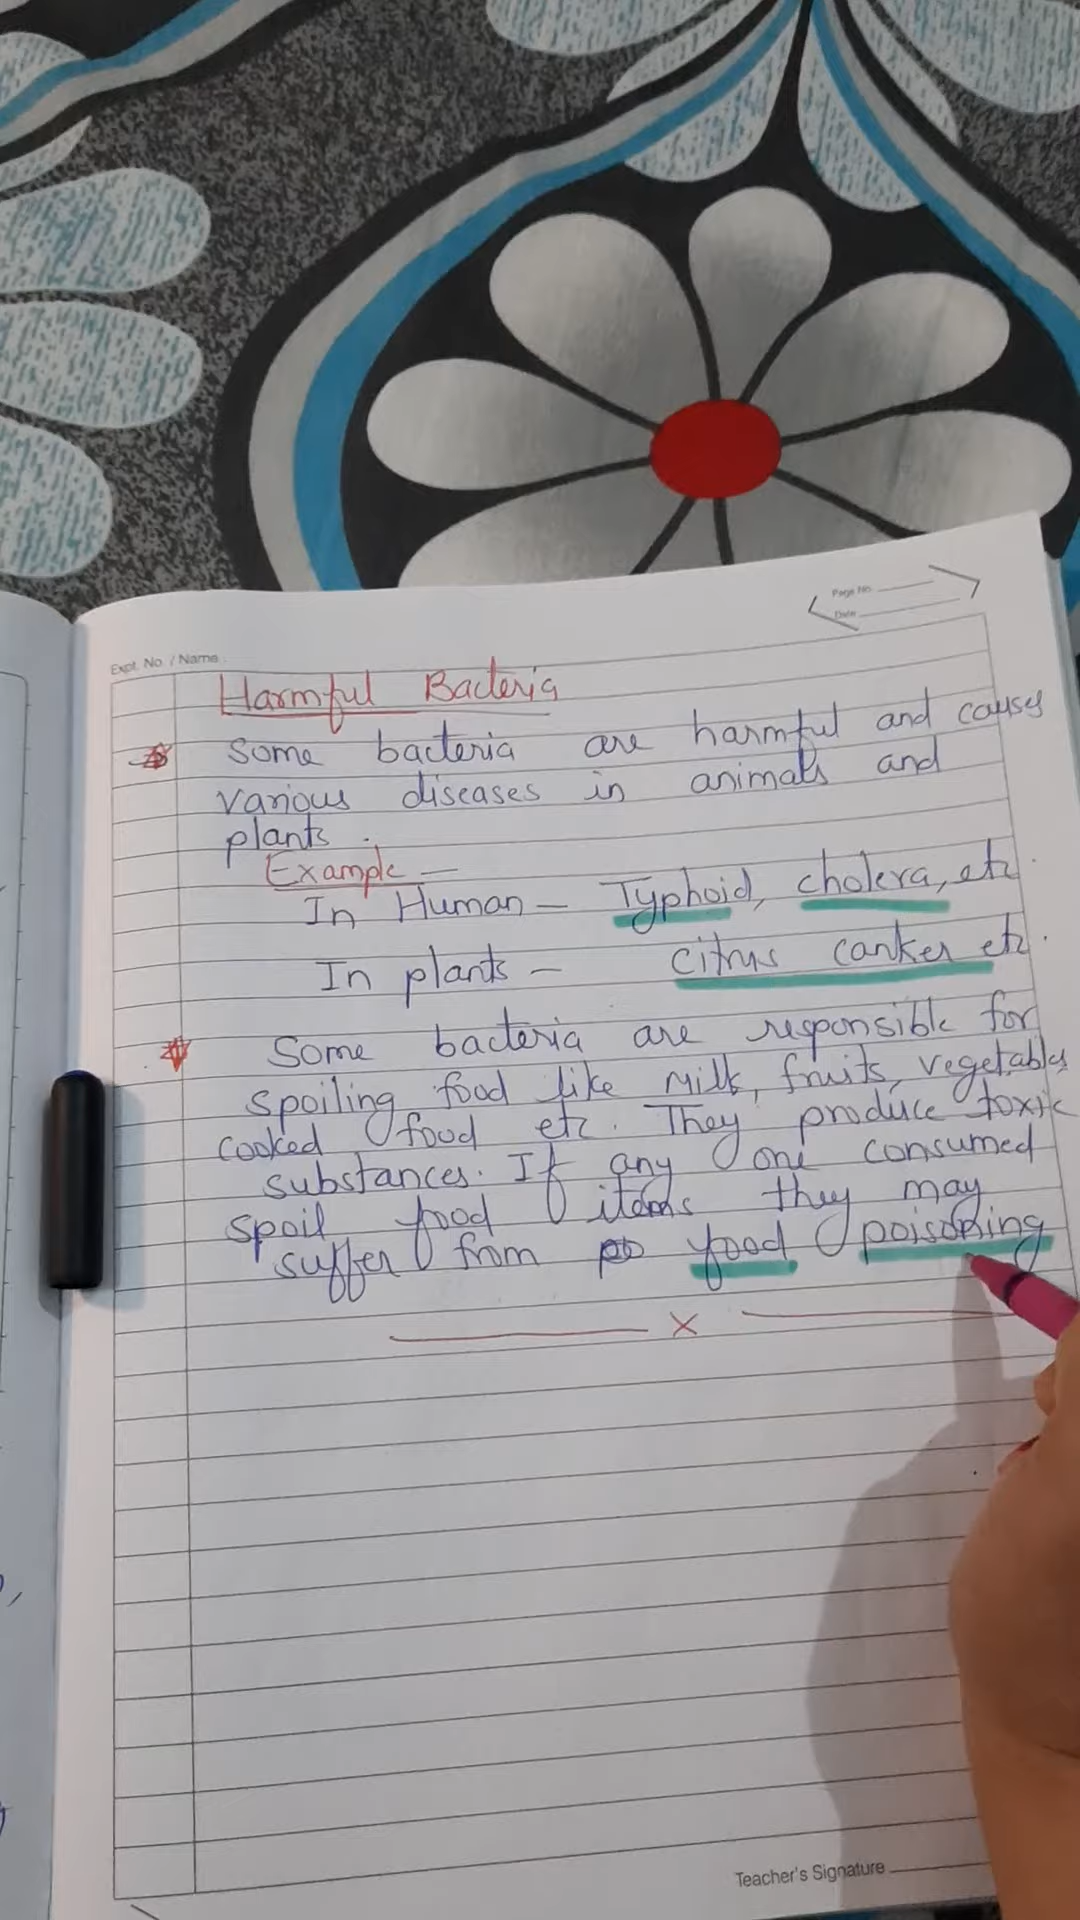 Page No.
Date
Expt. No. / Name
Harmful Bacteria
Some bacteria are harmful and causes
various diseases in animals and
plants.
Example —
In Human — Typhoid, cholera, etc.
In plants — citrus canker etc.
Some bacteria are responsible for
spoiling food like milk, fruits, vegetables
cooked food etc. They produce toxic
substances. If any one consumed
spoil food items they may
suffer from food poisoning
x
Teacher's Signature